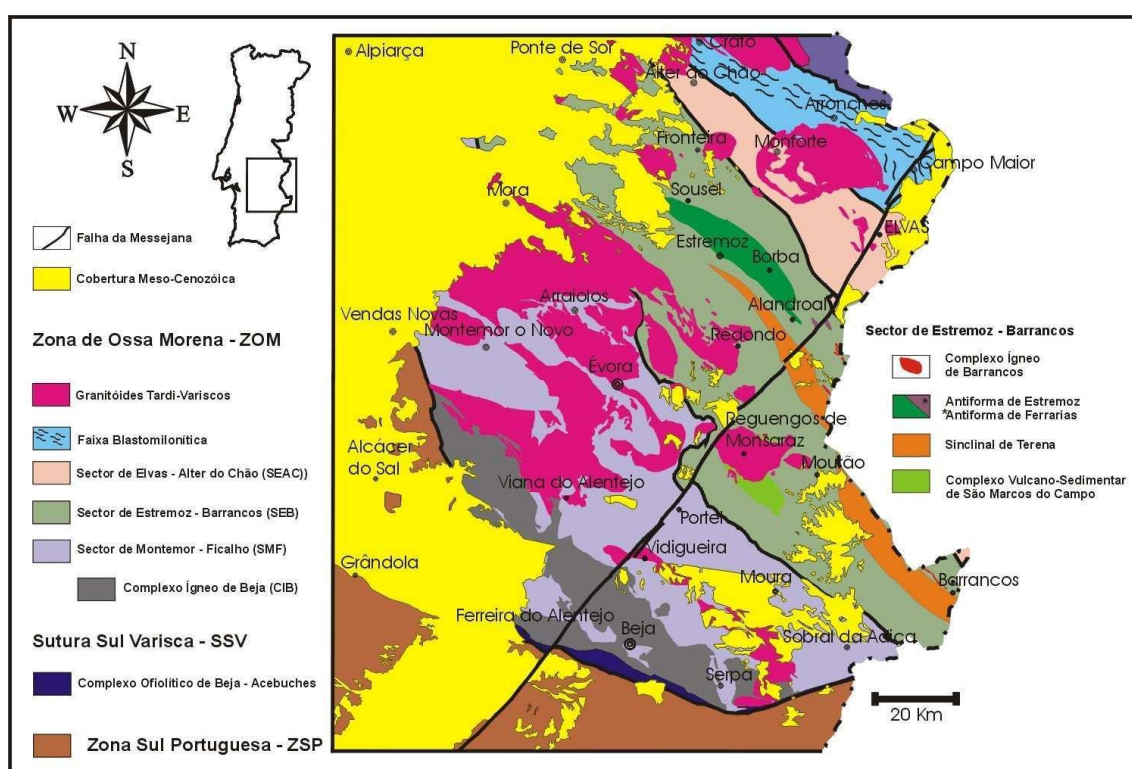 N
W
E
S
Falha da Messejana
Cobertura Meso-Cenozóica
Zona de Ossa Morena - ZOM
Granitóides Tardi-Variscos
Faixa Blastomilonítica
Sector de Elvas - Alter do Chão (SEAC))
Sector de Estremoz - Barrancos (SEB)
Sector de Montemor - Ficalho (SMF)
Complexo Ígneo de Beja (CIB)
Sutura Sul Varisca - SSV
Complexo Ofiolítico de Beja - Acebuches
Zona Sul Portuguesa - ZSP
Alpiarça
Ponte de Sor
Crato
Alter do Chão
Arronches
Fronteira
Monforte
Campo Maior
Mora
Sousel
ELVAS
Estremoz
Borba
Arraiolos
Alandroal
Vendas Novas
Montemor o Novo
Redondo
Évora
Reguengos de
Monsaraz
Alcácer
do Sal
Mourão
Viana do Alentejo
Portel
Grândola
Vidigueira
Moura
Barrancos
Ferreira do Alentejo
Beja
Sobral da Adiça
Serpa
20 Km
Sector de Estremoz - Barrancos
Complexo Ígneo
de Barrancos
Antiforma de Estremoz
*Antiforma de Ferrarias
Sinclinal de Terena
Complexo Vulcano-Sedimentar
de São Marcos do Campo